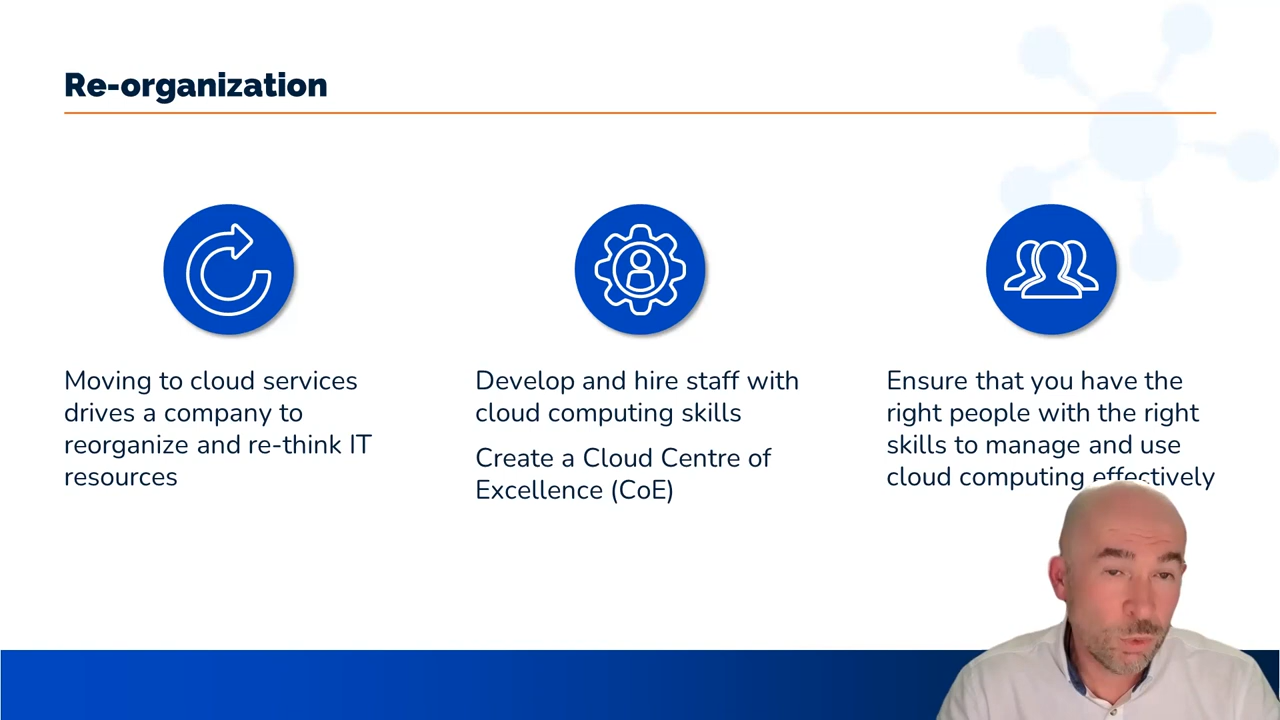 Re-organization
Moving to cloud services
drives a company to
reorganize and re-think IT
resources
Develop and hire staff with
cloud computing skills
Create a Cloud Centre of
Excellence (CoE)
Ensure that you have the
right people with the right
skills to manage and use
cloud computing effectively